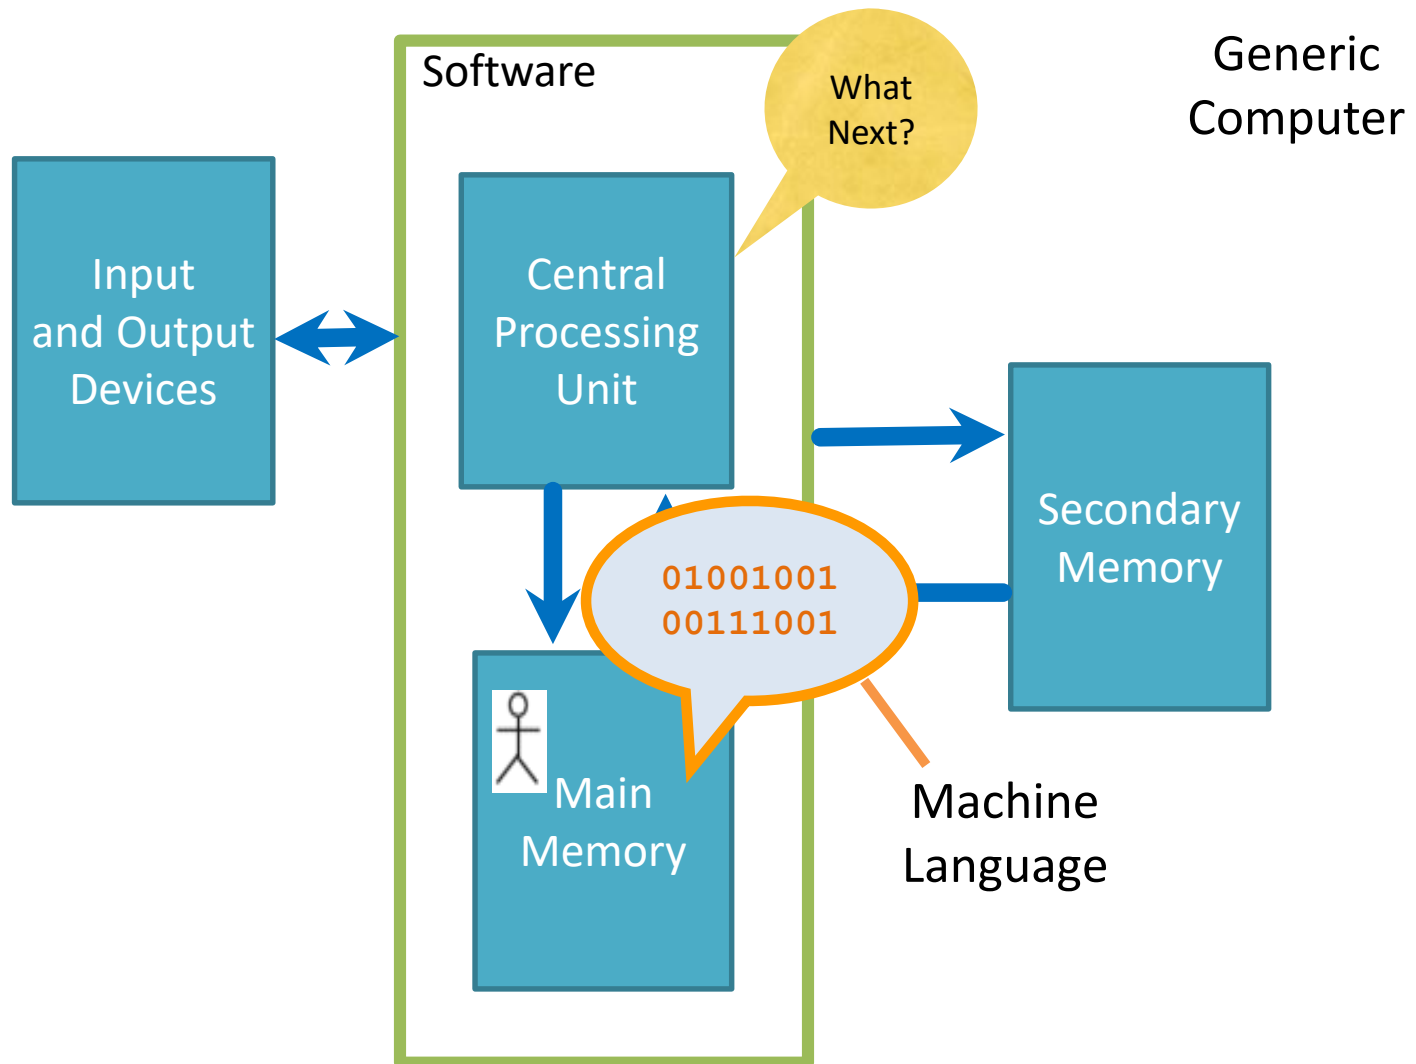 Software
What
Next?
Generic
Computer
Input
and Output
Devices
Central
Processing
Unit
Secondary
Memory
01001001
00111001
Main
Memory
Machine
Language